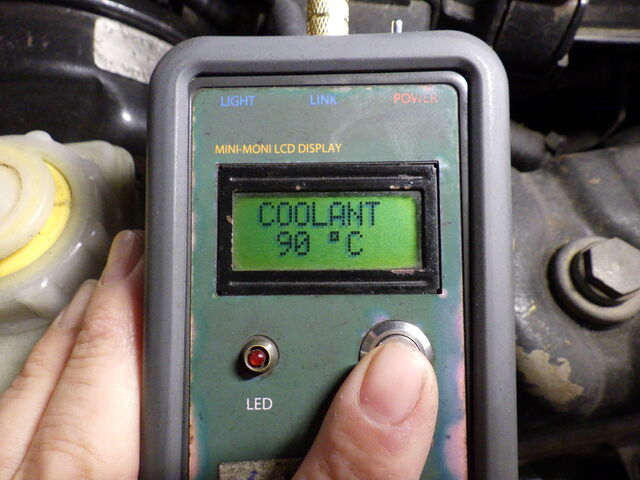 LIGHT LINK POWER
MINI-MONI LCD DISPLAY
COOLANT
90 °C
LED